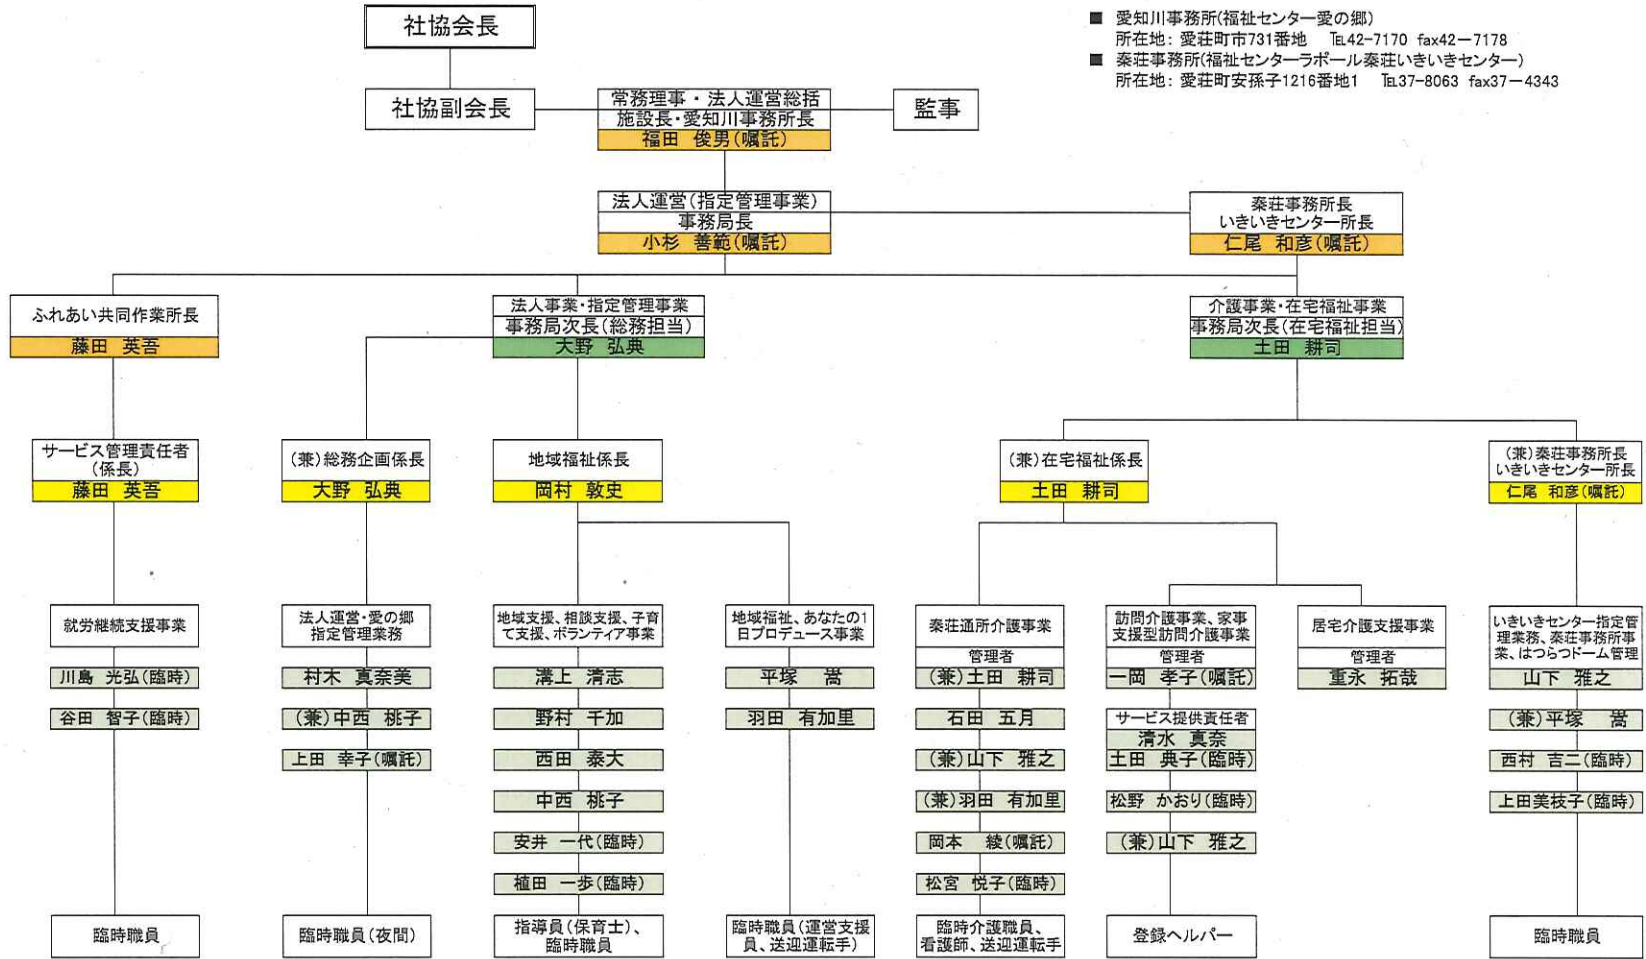 社協会長
■ 愛知川事務所(福祉センター愛の郷)
所在地: 愛荘町市731番地 ℡42-7170 fax42-7178
■ 秦荘事務所(福祉センターラポール秦荘いきいきセンター)
所在地: 愛荘町安孫子1216番地1 ℡37-8063 fax37-4343
社協副会長
常務理事・法人運営総括
施設長・愛知川事務所長
福田 俊男(嘱託)
監事
法人運営(指定管理事業)
事務局長
小杉 善範(嘱託)
秦荘事務所長
いきいきセンター所長
仁尾 和彦(嘱託)
ふれあい共同作業所長
藤田 英吾
法人事業・指定管理事業
事務局次長(総務担当)
大野 弘典
介護事業・在宅福祉事業
事務局次長(在宅福祉担当)
土田 耕司
サービス管理責任者
(係長)
藤田 英吾
(兼)総務企画係長
大野 弘典
地域福祉係長
岡村 敦史
(兼)在宅福祉係長
土田 耕司
(兼)秦荘事務所長
いきいきセンター所長
仁尾 和彦(嘱託)
就労継続支援事業
川島 光弘(臨時)
谷田 智子(臨時)
臨時職員
法人運営・愛の郷
指定管理業務
村木 真奈美
(兼)中西 桃子
上田 幸子(嘱託)
臨時職員(夜間)
地域支援、相談支援、子育
て支援、ボランティア事業
溝上 清志
野村 千加
西田 泰大
中西 桃子
安井 一代(臨時)
植田 一歩(臨時)
指導員(保育士)、
臨時職員
地域福祉、あなたの1
日プロデュース事業
平塚 嵩
羽田 有加里
臨時職員(運営支援
員、送迎運転手)
秦荘通所介護事業
管理者
(兼)土田 耕司
石田 五月
(兼)山下 雅之
(兼)羽田 有加里
岡本 綾(嘱託)
松宮 悦子(臨時)
臨時介護職員、
看護師、送迎運転手
訪問介護事業、家事
支援型訪問介護事業
管理者
一岡 孝子(嘱託)
サービス提供責任者
清水 真奈
土田 典子(臨時)
松野 かおり(臨時)
(兼)山下 雅之
登録ヘルパー
居宅介護支援事業
管理者
重永 拓哉
いきいきセンター指定管
理業務、秦荘事務所事
業、はつらつドーム管理
山下 雅之
(兼)平塚 嵩
西村 吉二(臨時)
上田美枝子(臨時)
臨時職員